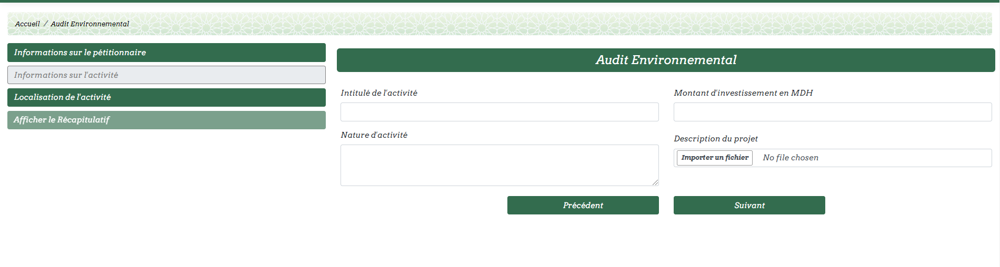 Accueil / Audit Environnemental
Informations sur le pétitionnaire
Informations sur l'activité
Localisation de l'activité
Afficher le Récapitulatif
Audit Environnemental
Intitulé de l'activité
Montant d'investissement en MDH
Nature d'activité
Description du projet
Importer un fichier No file chosen
Précédent
Suivant